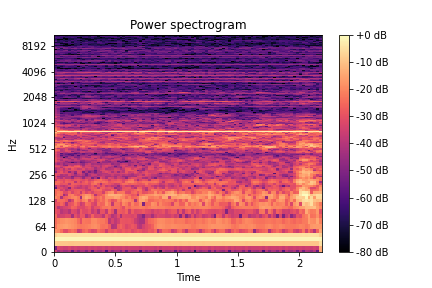 Power spectrogram
8192
4096
2048
1024
512
256
128
64
0
Hz
0
0.5
1
1.5
2
Time
+0 dB
-10 dB
-20 dB
-30 dB
-40 dB
-50 dB
-60 dB
-70 dB
-80 dB